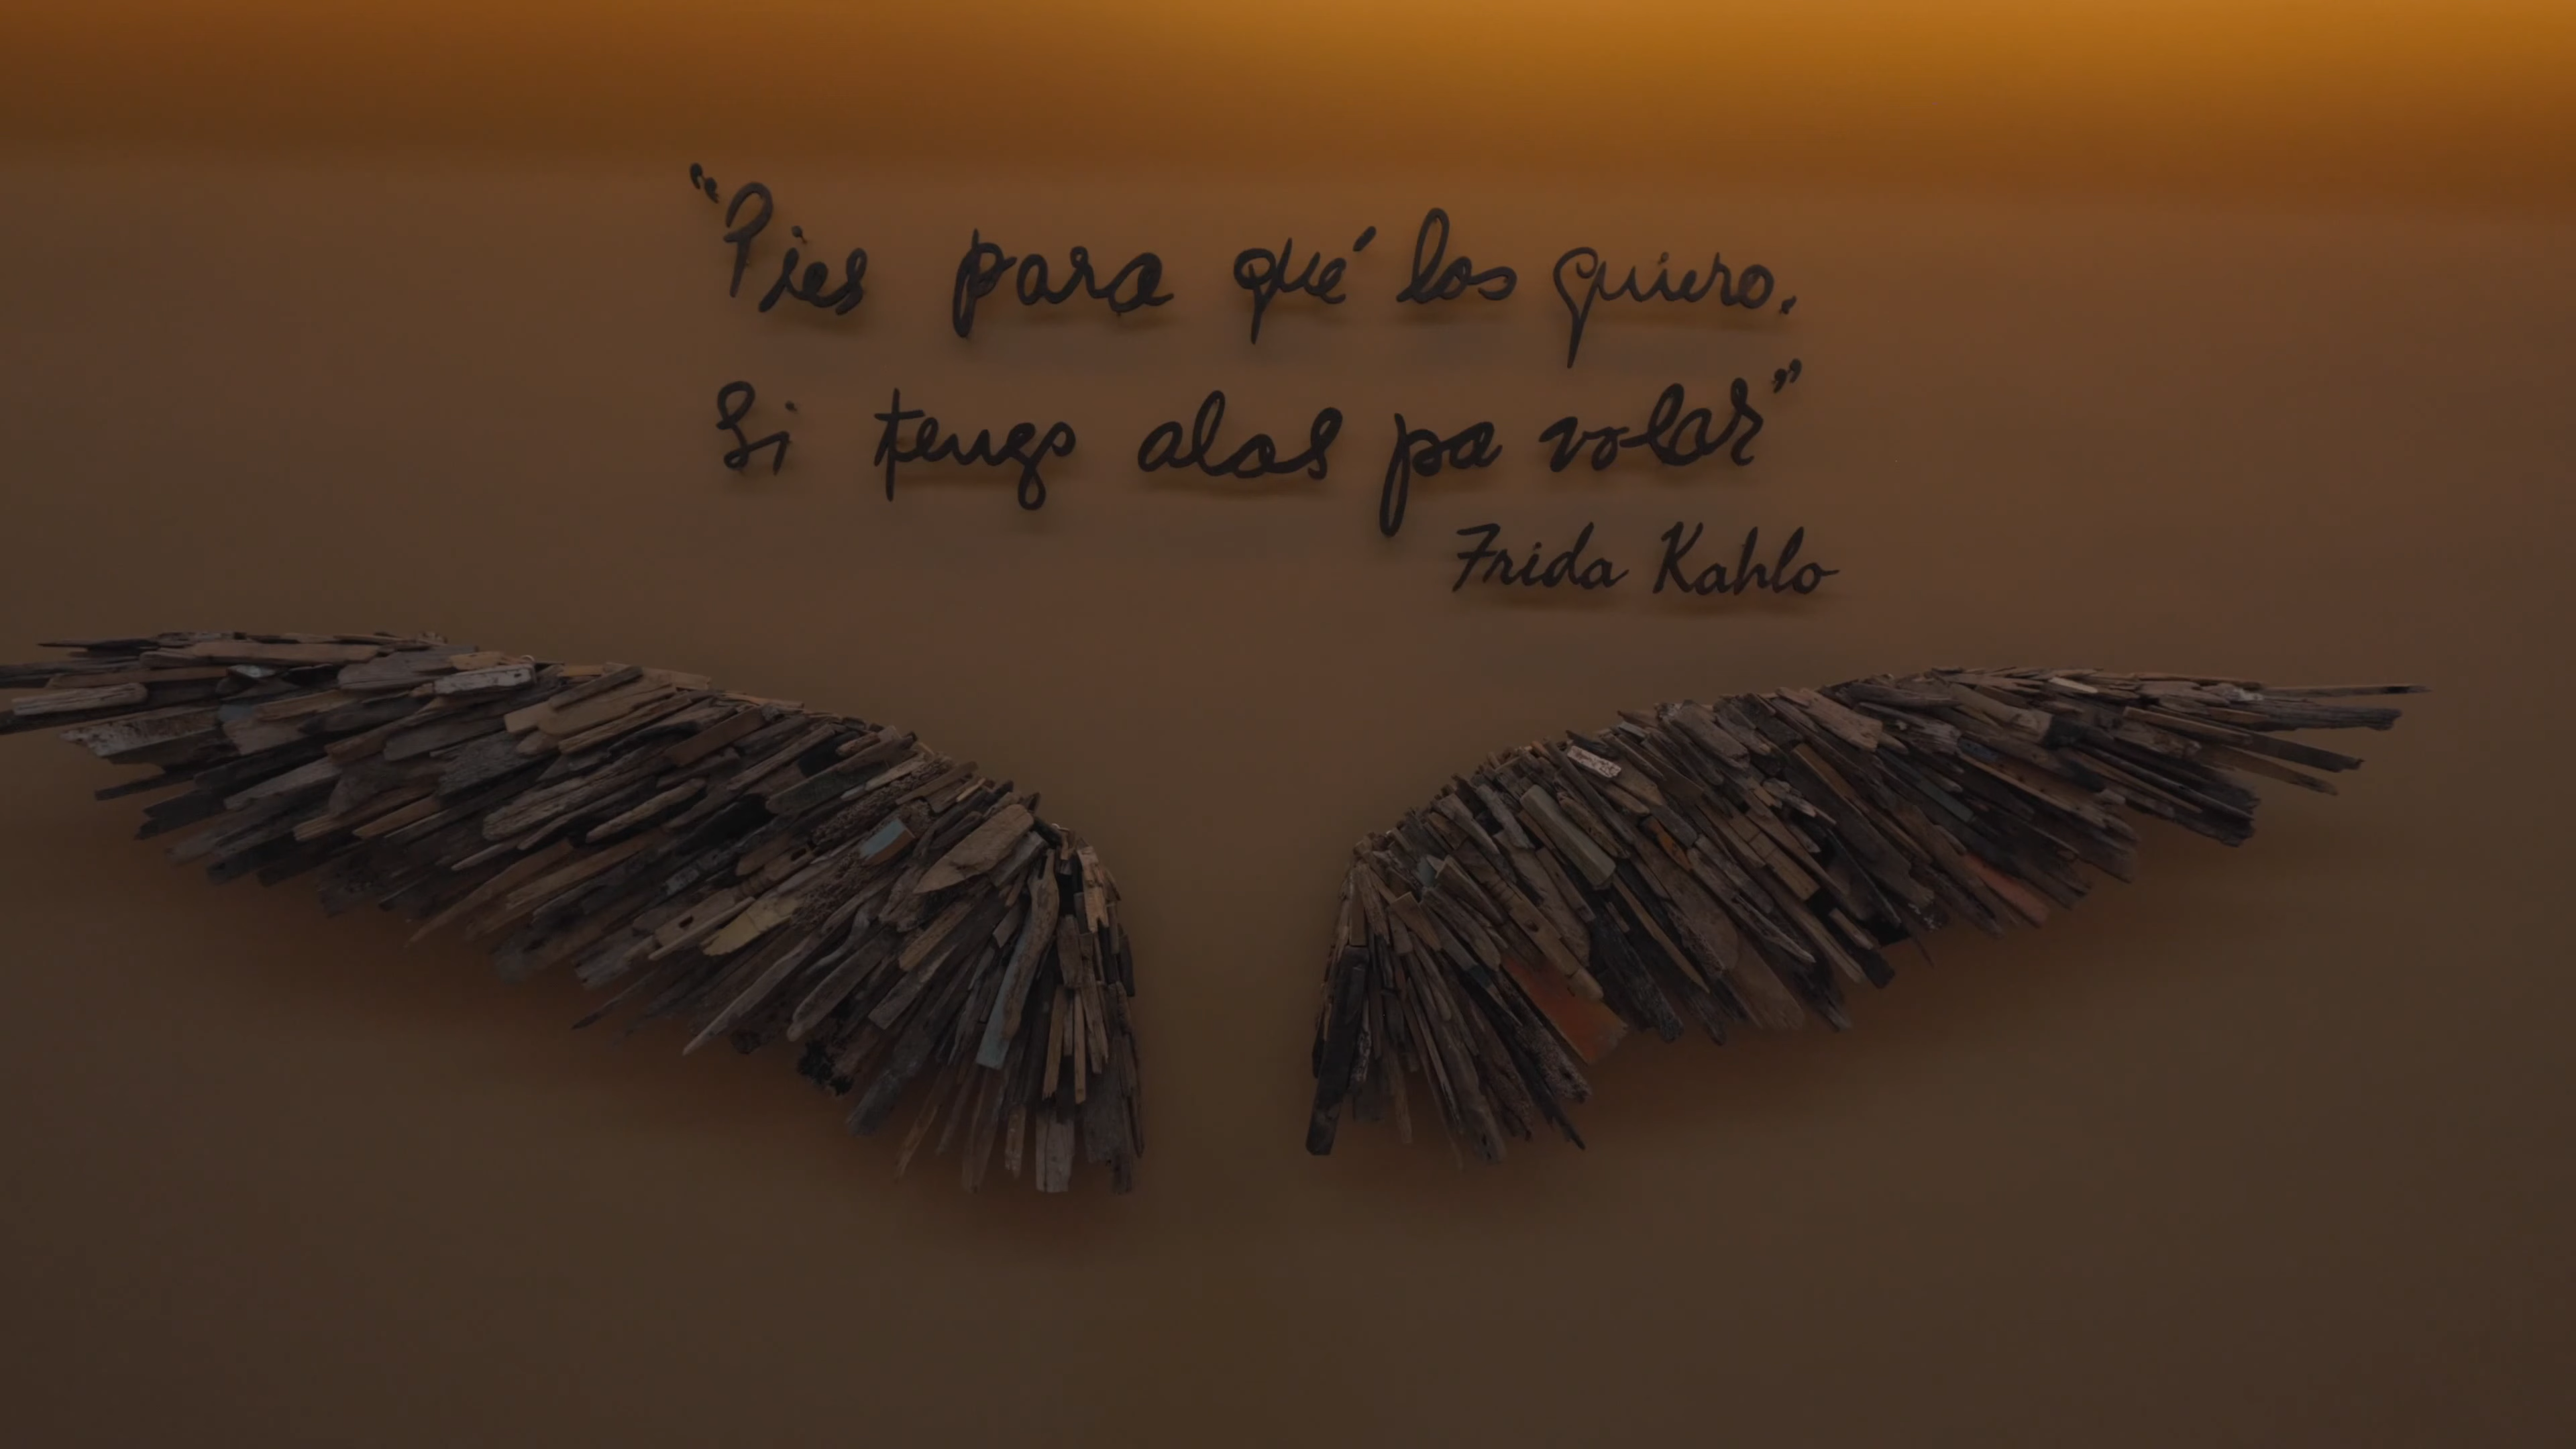 “Pies para qué los quiero.
Si tengo alas pa volar”
Frida Kahlo